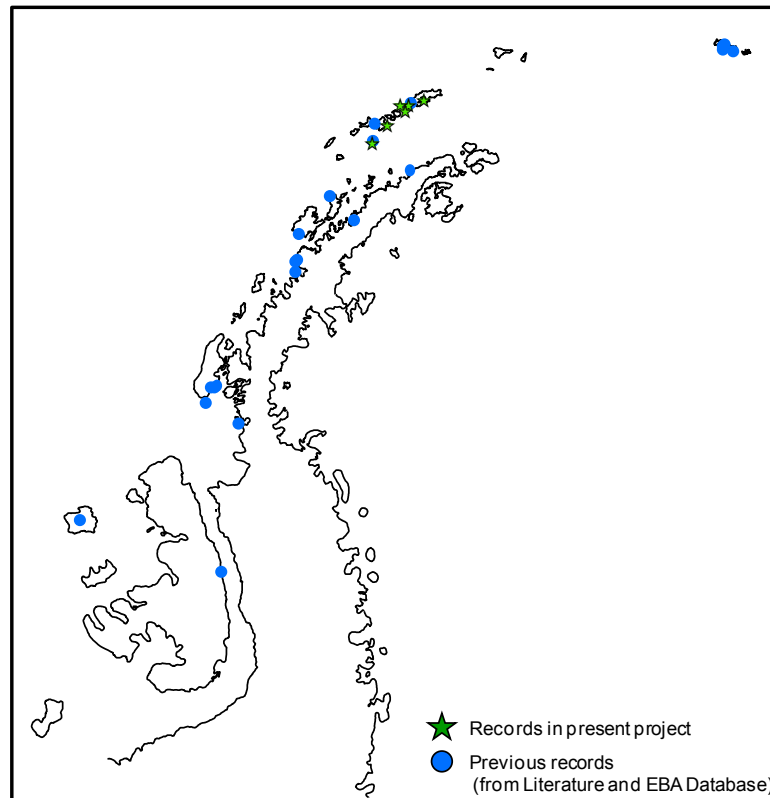 Records in present project
Previous records
(from Literature and EBA Database)